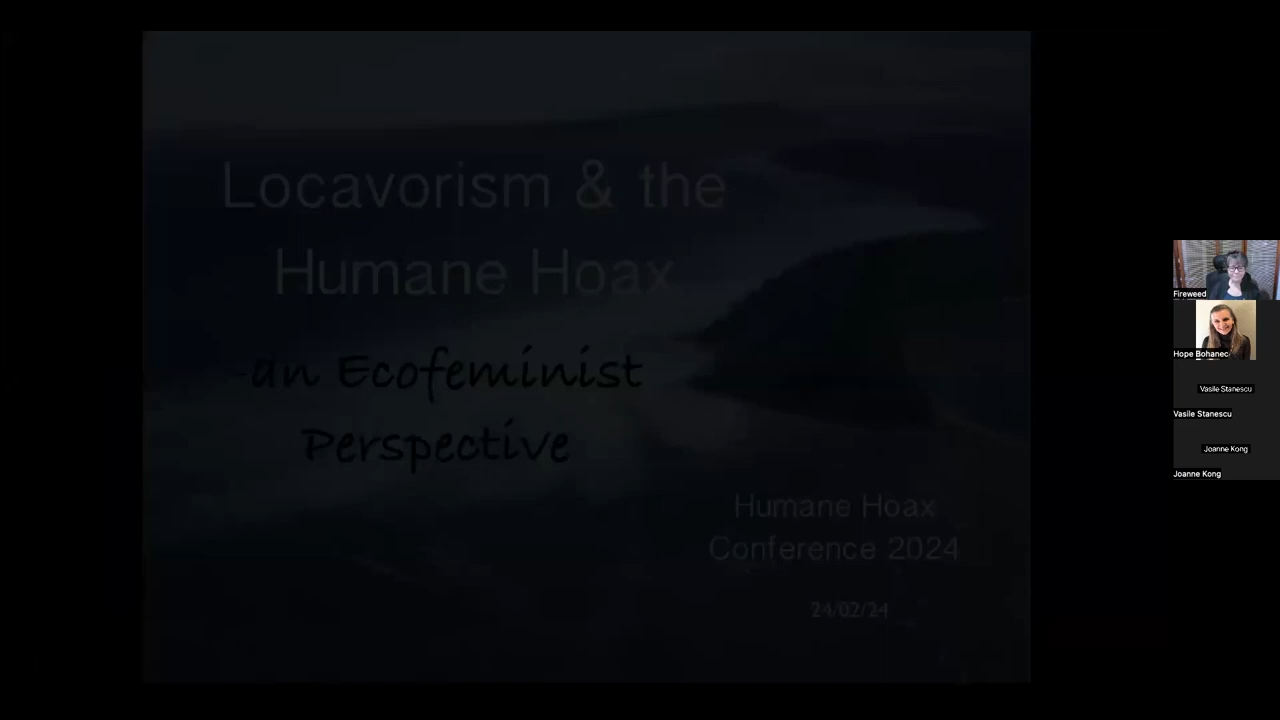 Locavorism & the
Humane Hoax
an Ecofeminist
Perspective
Humane Hoax
Conference 2024
24/02/24
Fireweed
Hope Bohanec
Vasile Stanescu
Vasile Stanescu
Joanne Kong
Joanne Kong